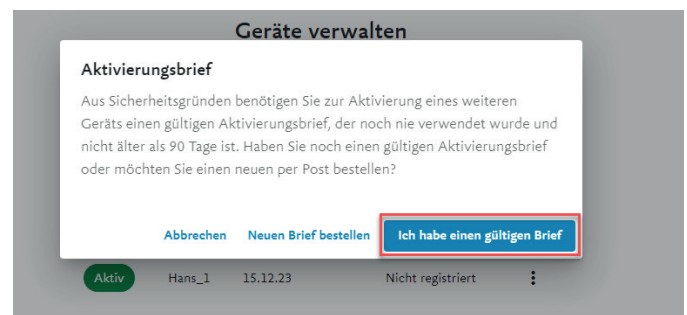 Geräte verwalten
Aktivierungsbrief
Aus Sicherheitsgründen benötigen Sie zur Aktivierung eines weiteren
Geräts einen gültigen Aktivierungsbrief, der noch nie verwendet wurde und
nicht älter als 90 Tage ist. Haben Sie noch einen gültigen Aktivierungsbrief
oder möchten Sie einen neuen per Post bestellen?
Abbrechen Neuen Brief bestellen Ich habe einen gültigen Brief
Aktiv Hans_1 15.12.23 Nicht registriert